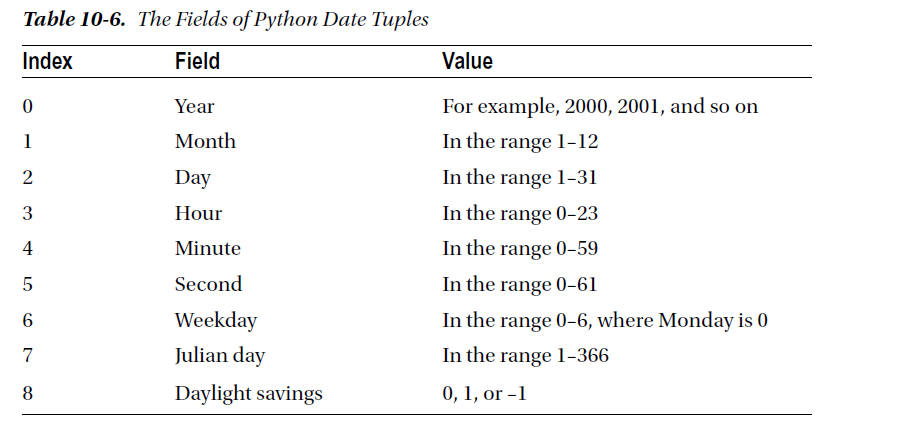 Table 10-6. The Fields of Python Date Tuples
Index Field Value
0 Year For example, 2000, 2001, and so on
1 Month In the range 1–12
2 Day In the range 1–31
3 Hour In the range 0–23
4 Minute In the range 0–59
5 Second In the range 0–61
6 Weekday In the range 0–6, where Monday is 0
7 Julian day In the range 1–366
8 Daylight savings 0, 1, or –1